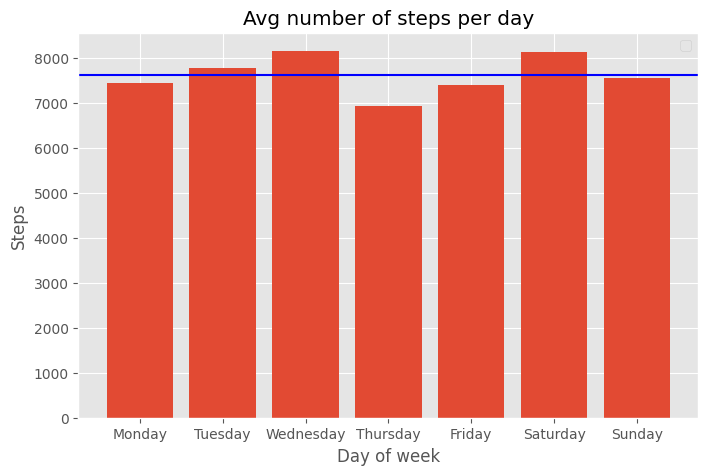 Avg number of steps per day
8000
7000
6000
5000
4000
3000
2000
1000
0
Steps
Monday Tuesday Wednesday Thursday Friday Saturday Sunday
Day of week